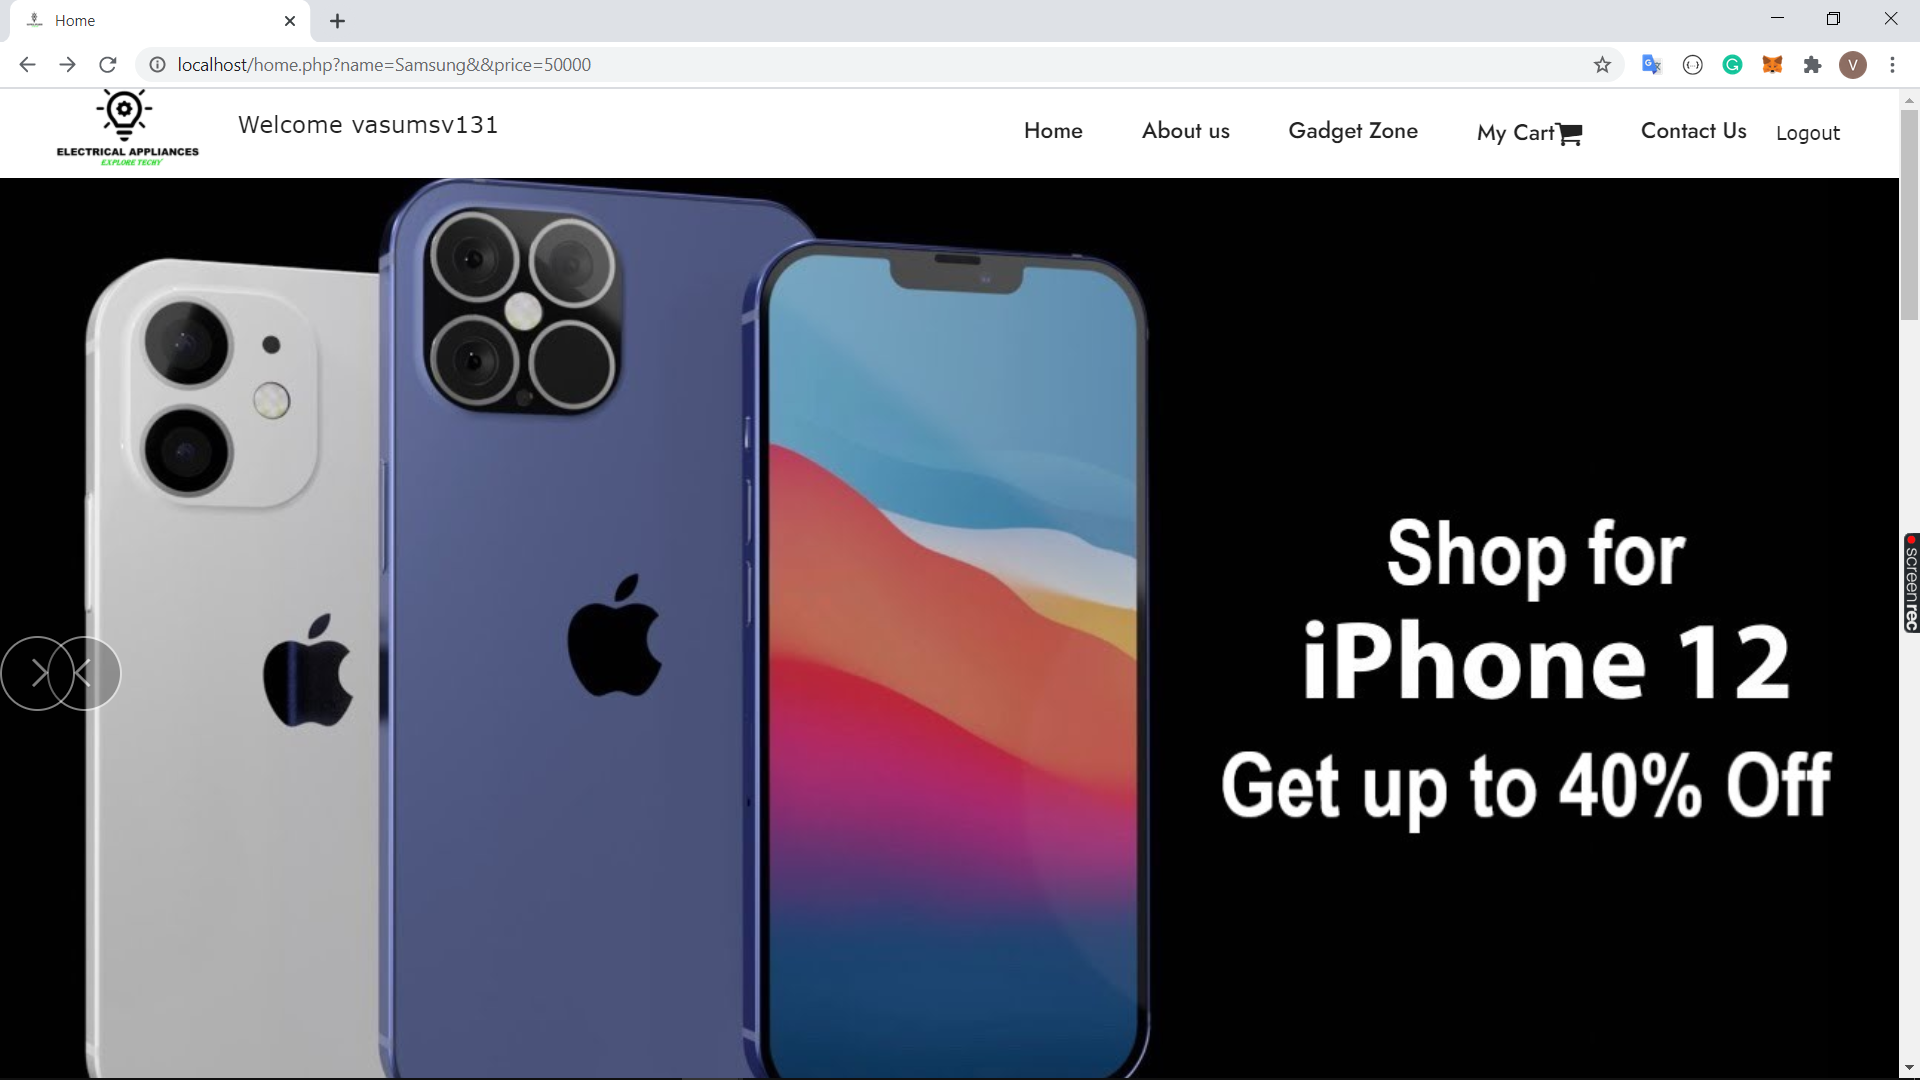 Home
localhost/home.php?name=Samsung&&price=50000
V
ELECTRICAL APPLIANCES
EXPLORE TECHY
Welcome vasumsv131
Home
About us
Gadget Zone
My Cart
Contact Us
Logout
Shop for
iPhone 12
Get up to 40% Off
screenrec